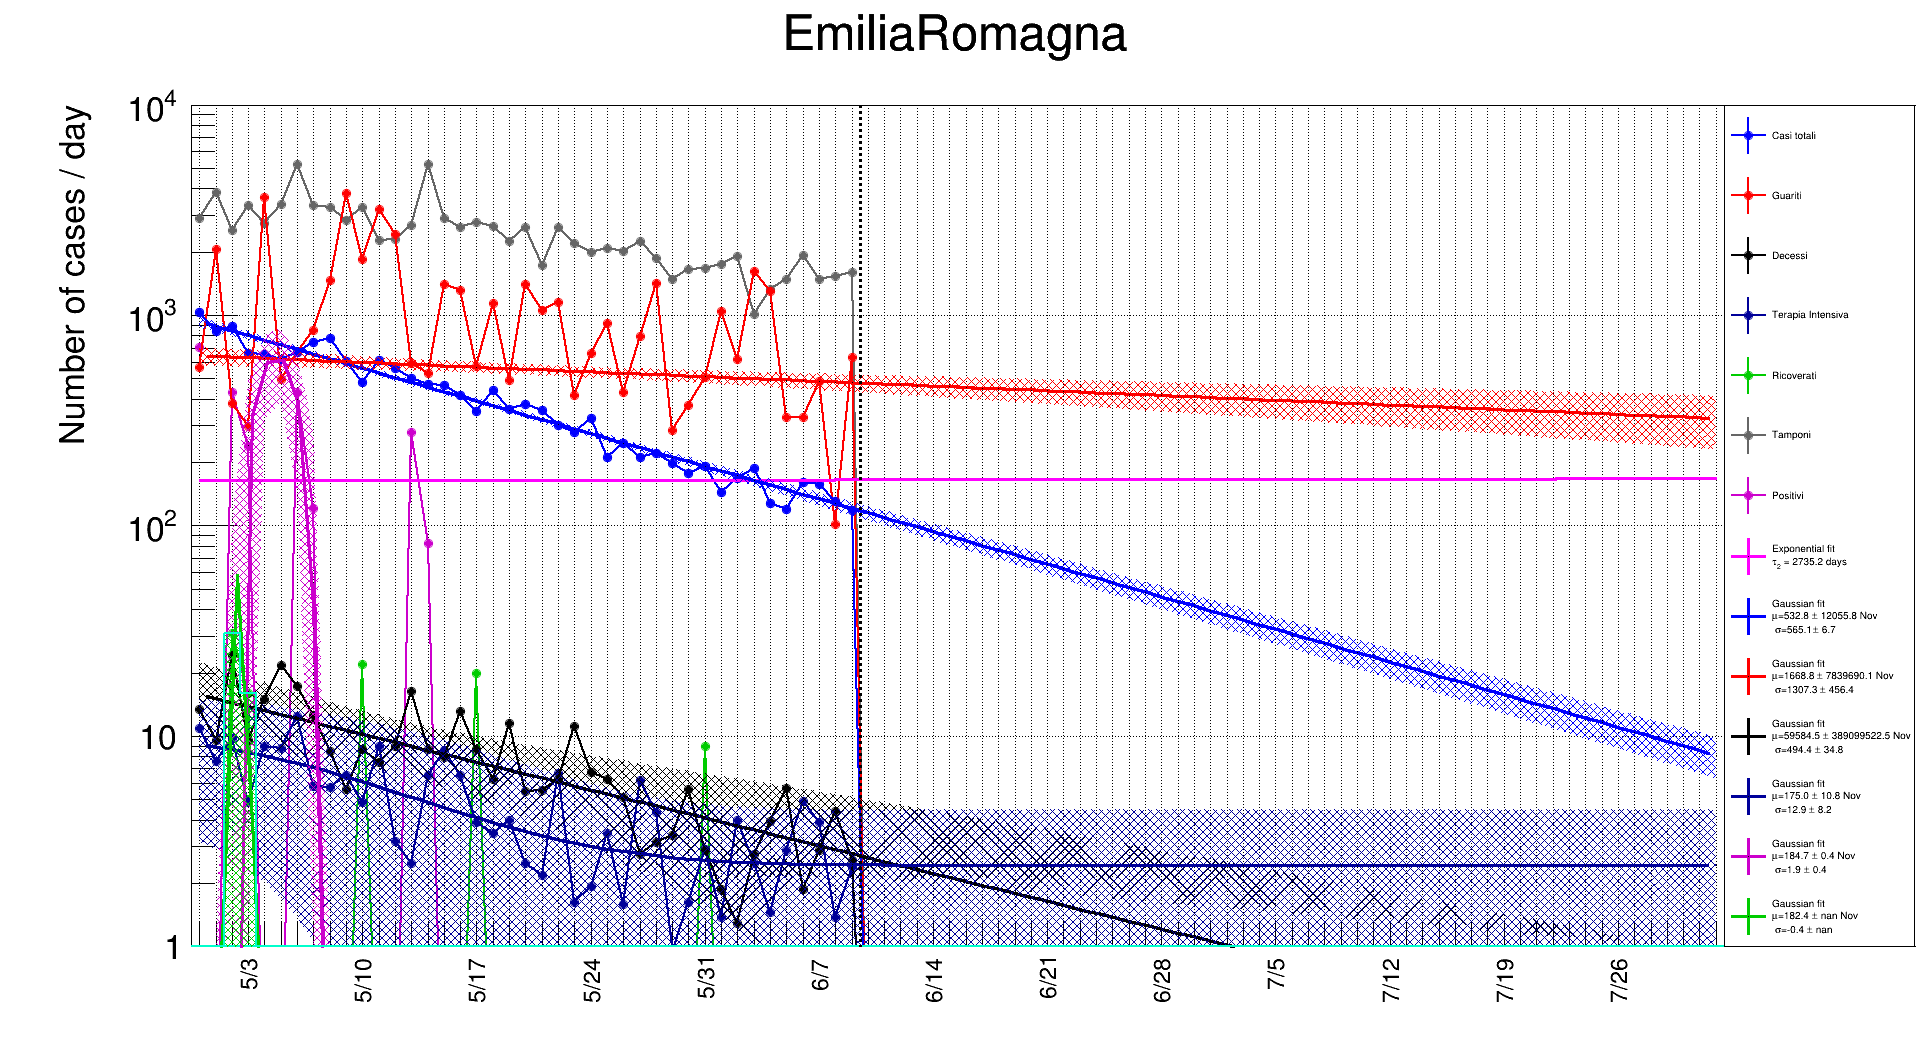 EmiliaRomagna
Number of cases / day
10^4
10^3
10^2
10
1
5/3
5/10
5/17
5/24
5/31
6/7
6/14
6/21
6/28
7/5
7/12
7/19
7/26
Casi totali
Guariti
Decessi
Terapia Intensiva
Ricoverati
Tamponi
Positivi
Exponential fit
τ₂ = 2735.2 days
Gaussian fit
μ=532.8 ± 12055.8 Nov
σ=565.1 ± 6.7
Gaussian fit
μ=1668.8 ± 7839690.1 Nov
σ=1307.3 ± 456.4
Gaussian fit
μ=59584.5 ± 389099522.5 Nov
σ=494.4 ± 34.8
Gaussian fit
μ=175.0 ± 10.8 Nov
σ=12.9 ± 8.2
Gaussian fit
μ=184.7 ± 0.4 Nov
σ=1.9 ± 0.4
Gaussian fit
μ=182.4 ± nan Nov
σ=-0.4 ± nan